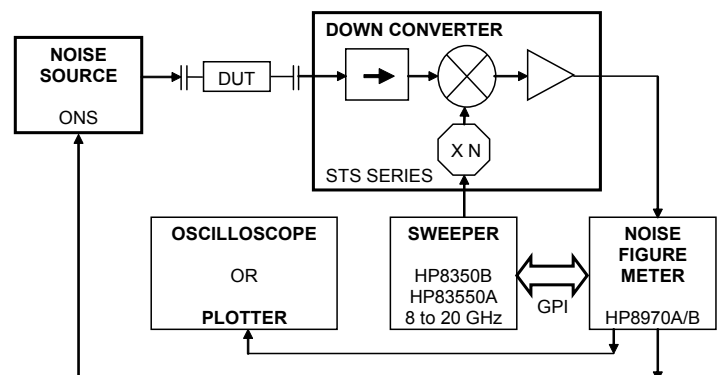 DOWN CONVERTER
NOISE
SOURCE
ONS
DUT
X N
STS SERIES
OSCILLOSCOPE
OR
PLOTTER
SWEEPER
HP8350B
HP83550A
8 to 20 GHz
GPI
NOISE
FIGURE
METER
HP8970A/B